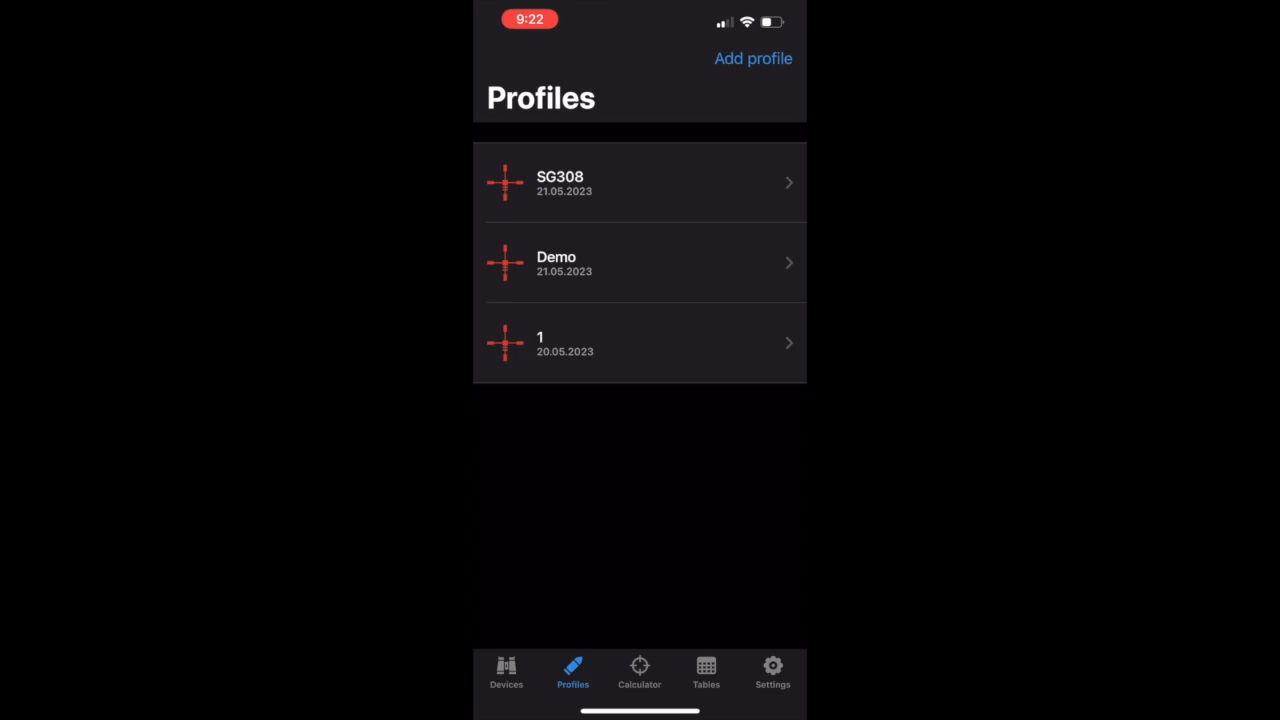 9:22
Add profile
Profiles
SG308
21.05.2023
Demo
21.05.2023
1
20.05.2023
Devices
Profiles
Calculator
Tables
Settings